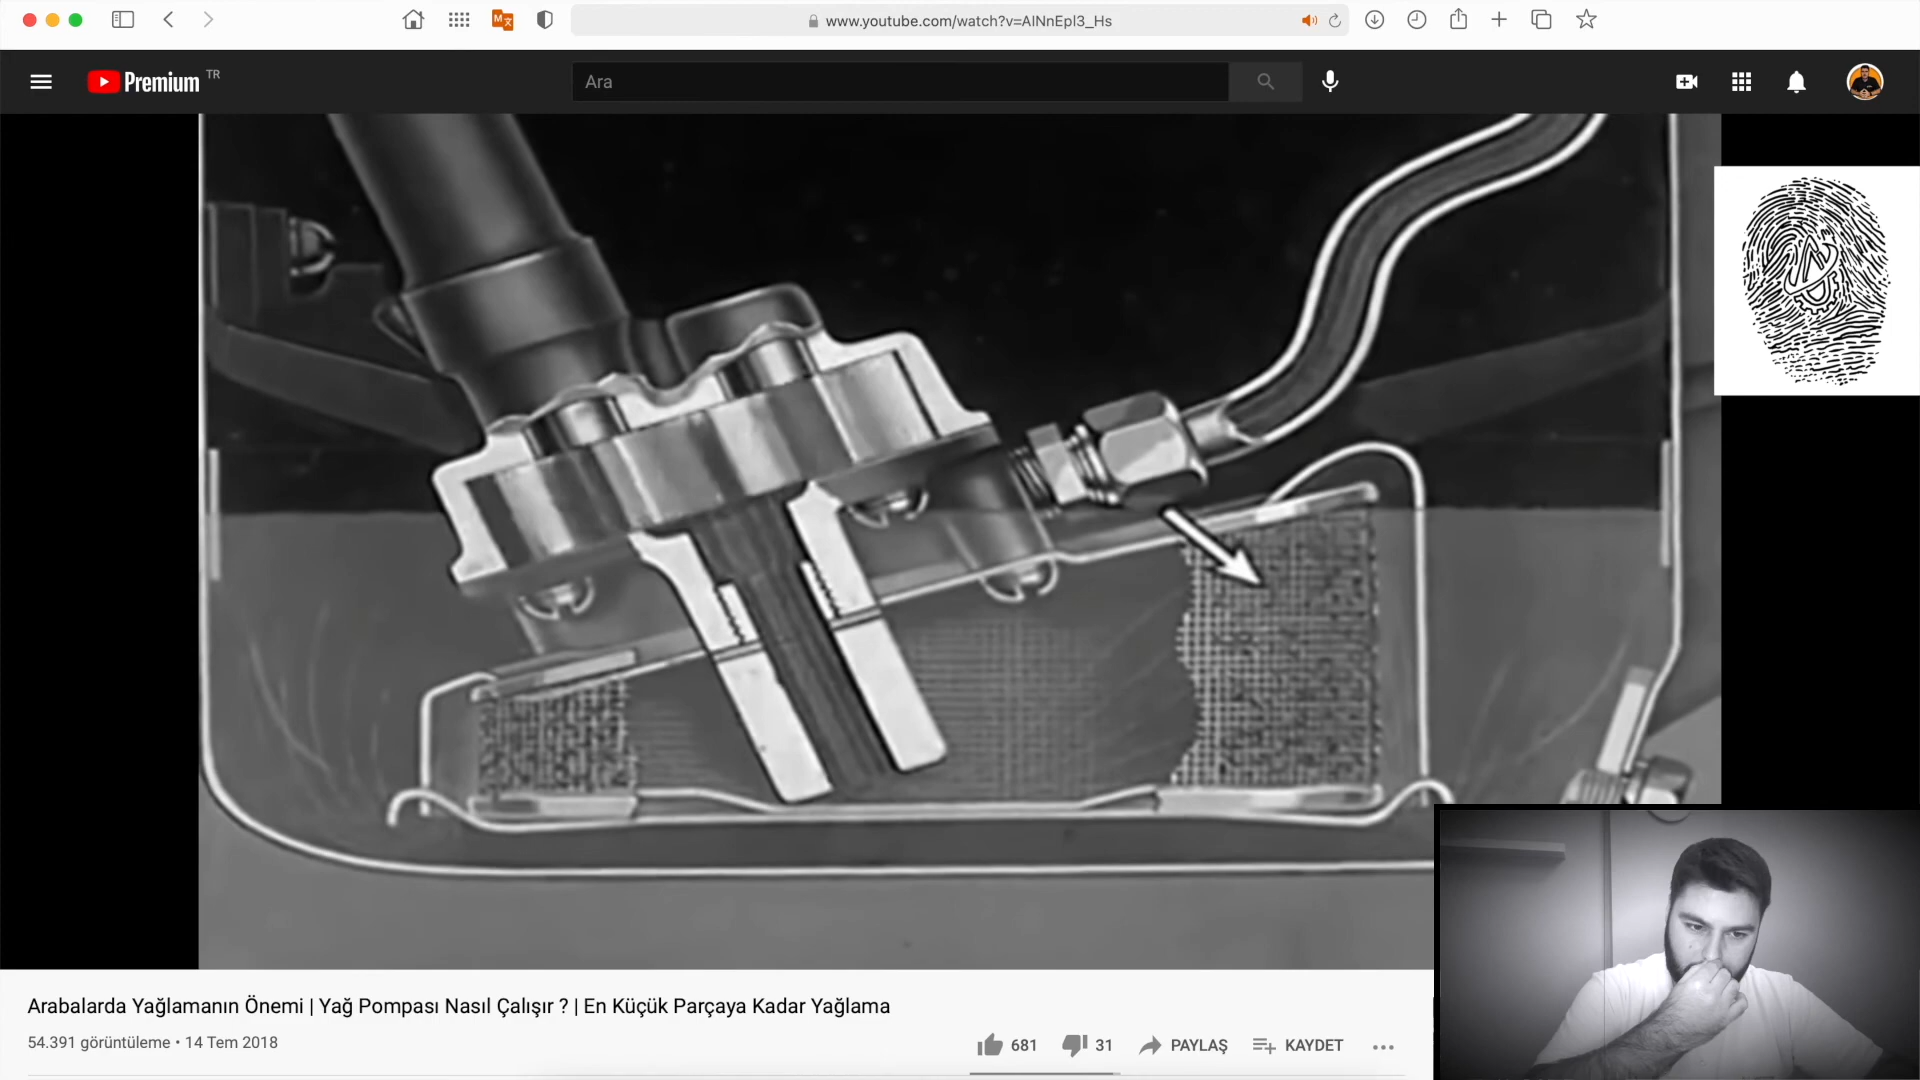 www.youtube.com/watch?v=AINnEpl3_Hs
Premium TR
Ara
Arabalarda Yağlamanın Önemi | Yağ Pompası Nasıl Çalışır ? | En Küçük Parçaya Kadar Yağlama
54.391 görüntüleme • 14 Tem 2018
681
31
PAYLAŞ
KAYDET